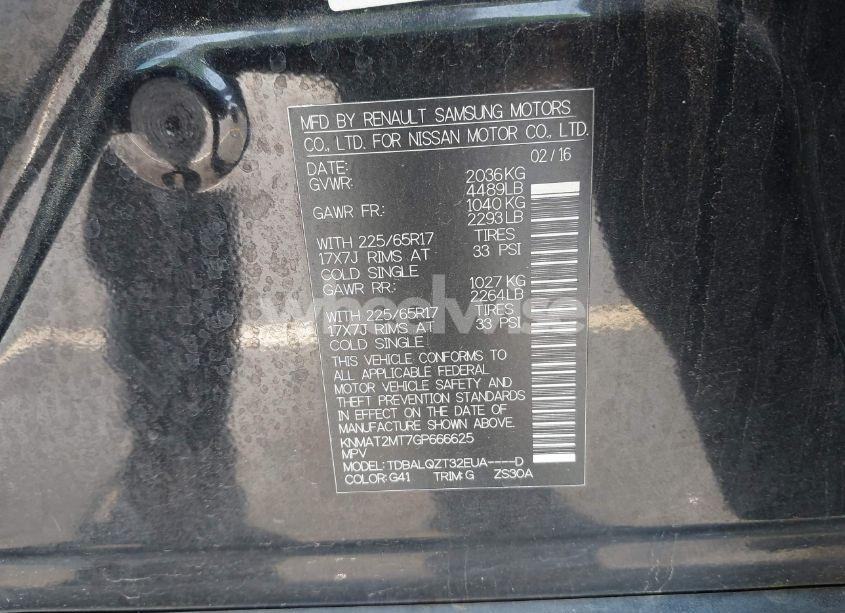 MFD BY RENAULT SAMSUNG MOTORS
CO., LTD. FOR NISSAN MOTOR CO., LTD.
DATE: 02/16
GVWR: 2036KG
4489LB
GAWR FR: 1040 KG
2293LB
WITH 225/65R17 TIRES
17X7J RIMS AT 33 PSI
COLD SINGLE
GAWR RR: 1027 KG
2264LB
WITH 225/65R17 TIRES
17X7J RIMS AT 33 PSI
COLD SINGLE
THIS VEHICLE CONFORMS TO
ALL APPLICABLE FEDERAL
MOTOR VEHICLE SAFETY AND
THEFT PREVENTION STANDARDS
IN EFFECT ON THE DATE OF
MANUFACTURE SHOWN ABOVE.
KNMAT2MT7GP666625
MPV
MODEL: TDBALQZT32EUA----D
COLOR:G41 TRIM:G ZS30A